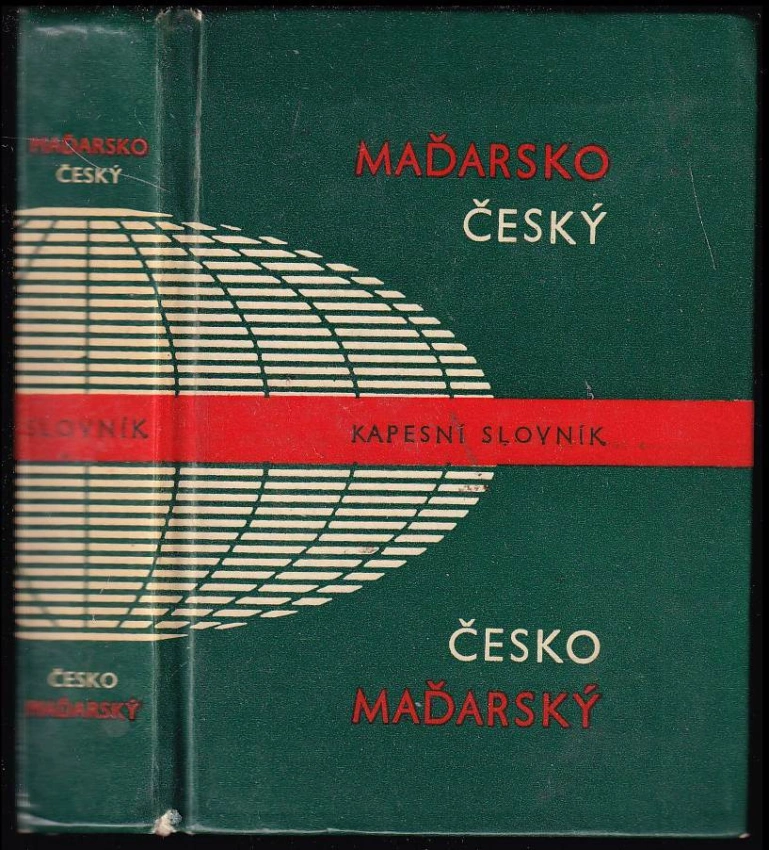 MAĎARSKO
ČESKÝ
SLOVNÍK
ČESKO
MAĎARSKÝ
MAĎARSKO
ČESKÝ
KAPESNÍ SLOVNÍK
ČESKO
MAĎARSKÝ